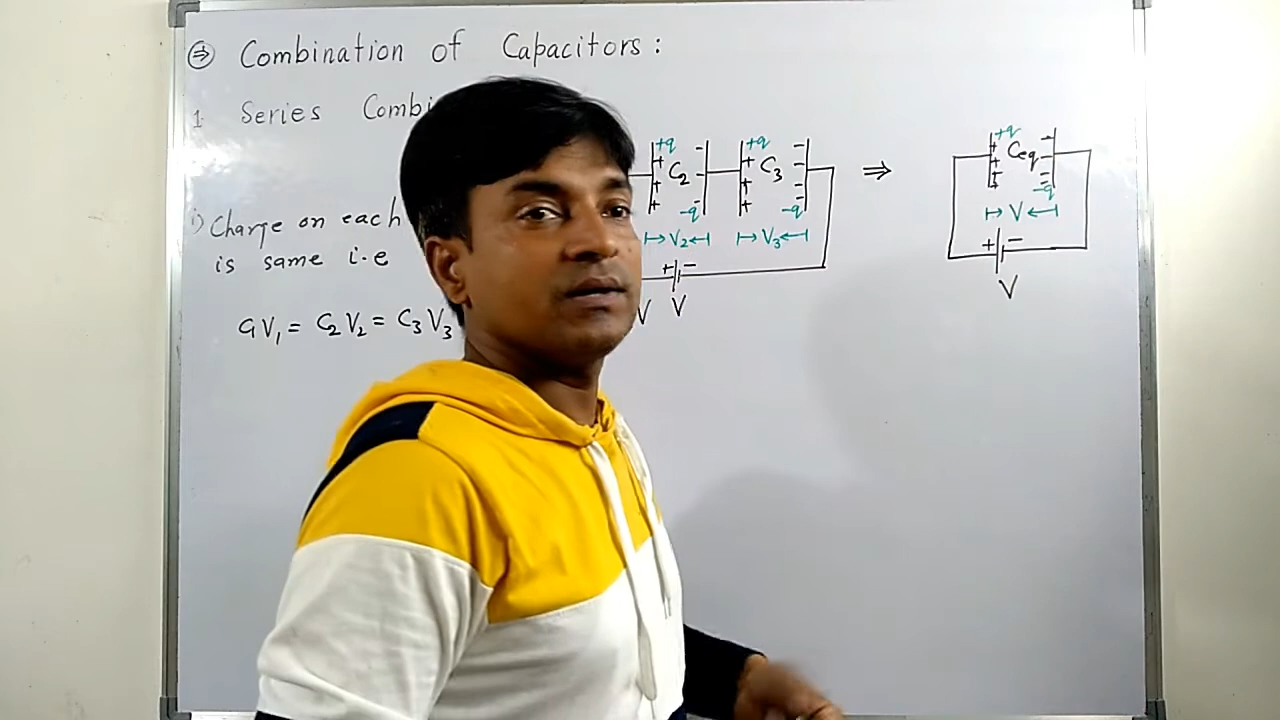 ⇒ Combination of Capacitors:
1. Series Combi
+q +q
C2 C3 ⇒
-q -q
V2 V3
+ -
V V
+q
Ceq
-q
V
+ -
V
i) Charge on each
is same i.e
C1V1 = C2V2 = C3V3